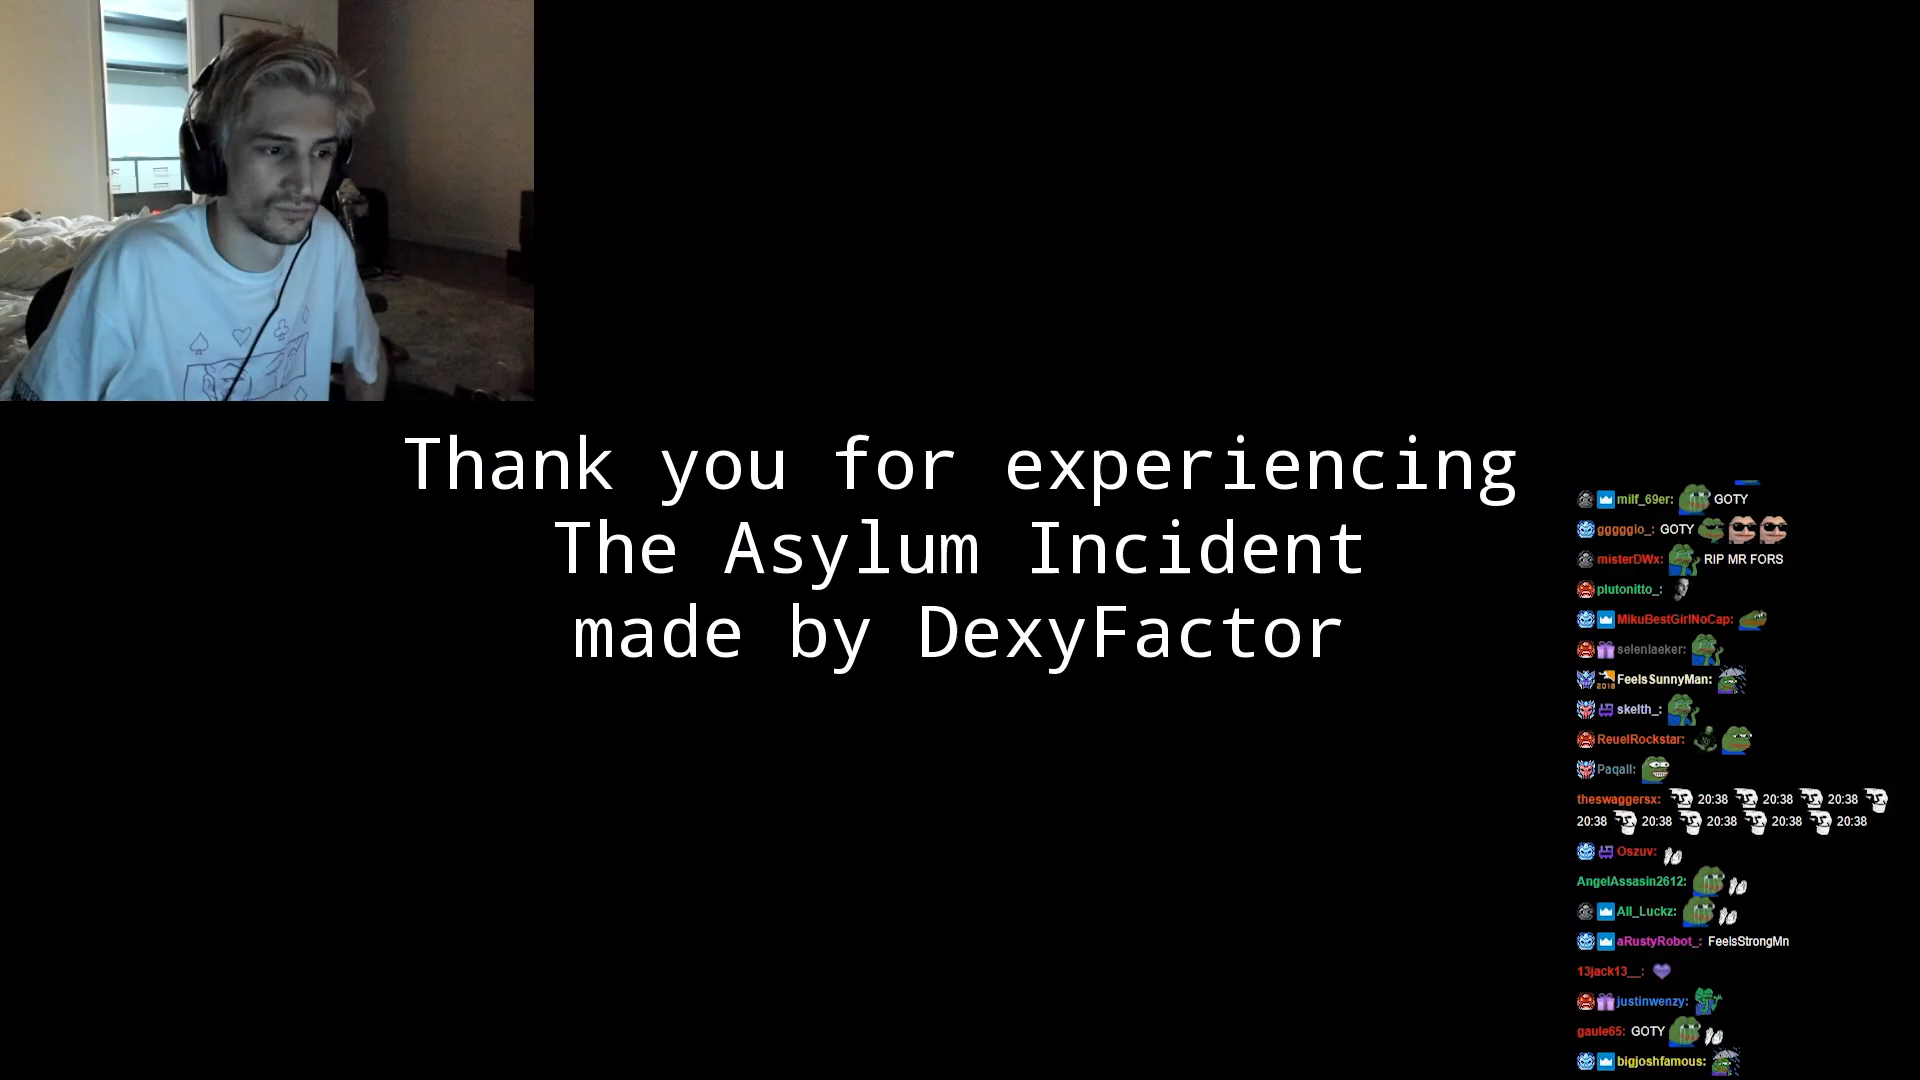 Thank you for experiencing
The Asylum Incident
made by DexyFactor
milf_69er: GOTY
gggggio_: GOTY
misterDWx: RIP MR FORS
plutonitto_:
MikuBestGirlNoCap:
selenlaeker:
FeelsSunnyMan:
skelth_:
ReuelRockstar:
Paqall:
theswaggersx: 20:38 20:38 20:38
20:38 20:38 20:38 20:38 20:38
Oszuv:
AngelAssasin2612:
All_Luckz:
aRustyRobot_: FeelsStrongMn
13jack13__:
justinwenzy:
gaule65: GOTY
bigjoshfamous: